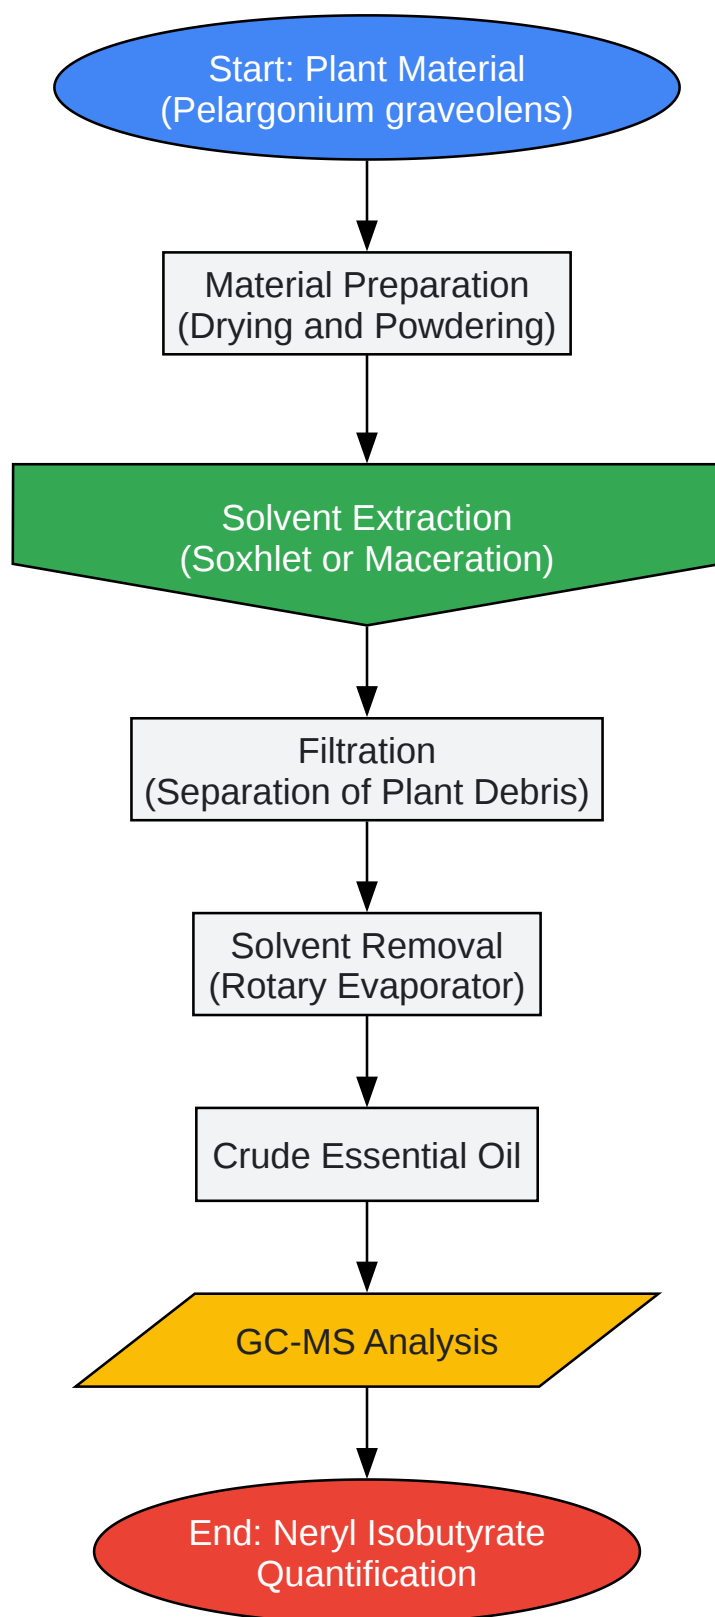 Start: Plant Material
(Pelargonium graveolens)
Material Preparation
(Drying and Powdering)
Solvent Extraction
(Soxhlet or Maceration)
Filtration
(Separation of Plant Debris)
Solvent Removal
(Rotary Evaporator)
Crude Essential Oil
GC-MS Analysis
End: Neryl Isobutyrate
Quantification